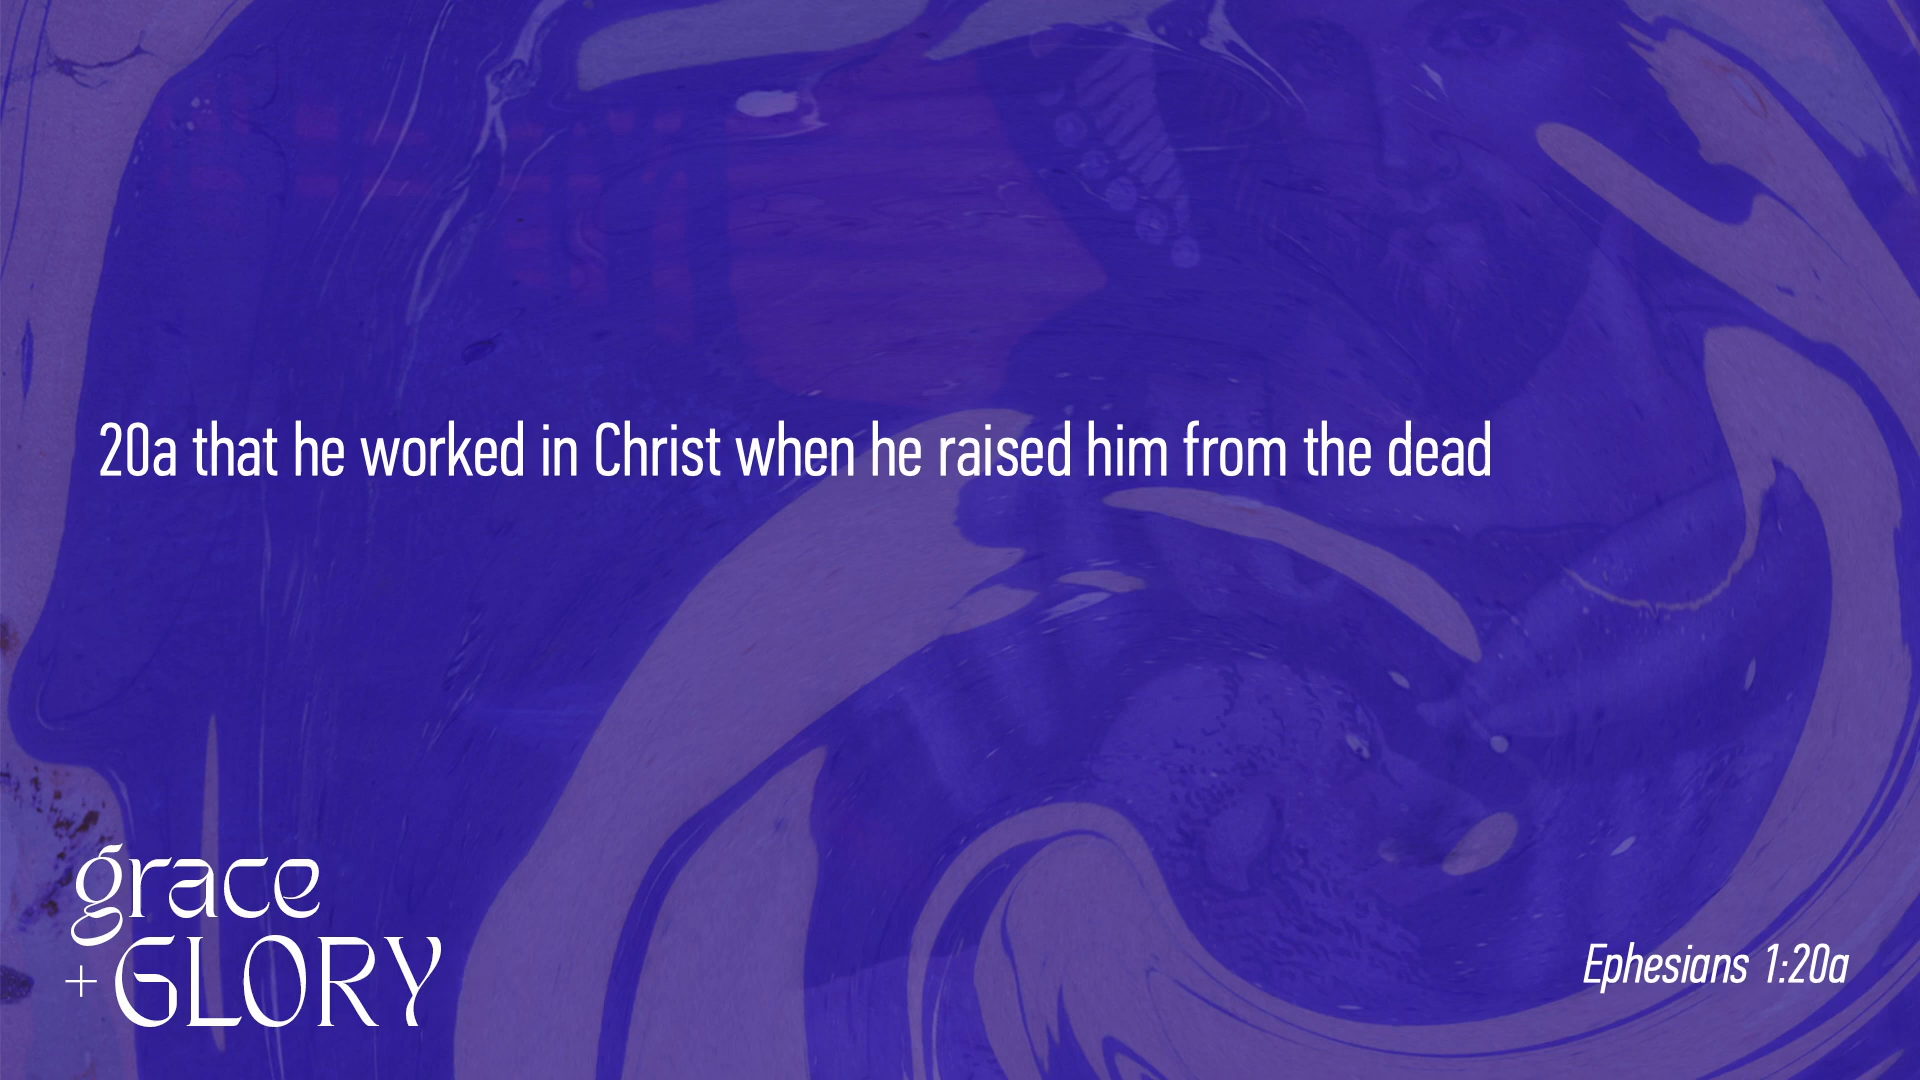 20a that he worked in Christ when he raised him from the dead
grace
+ GLORY
Ephesians 1:20a